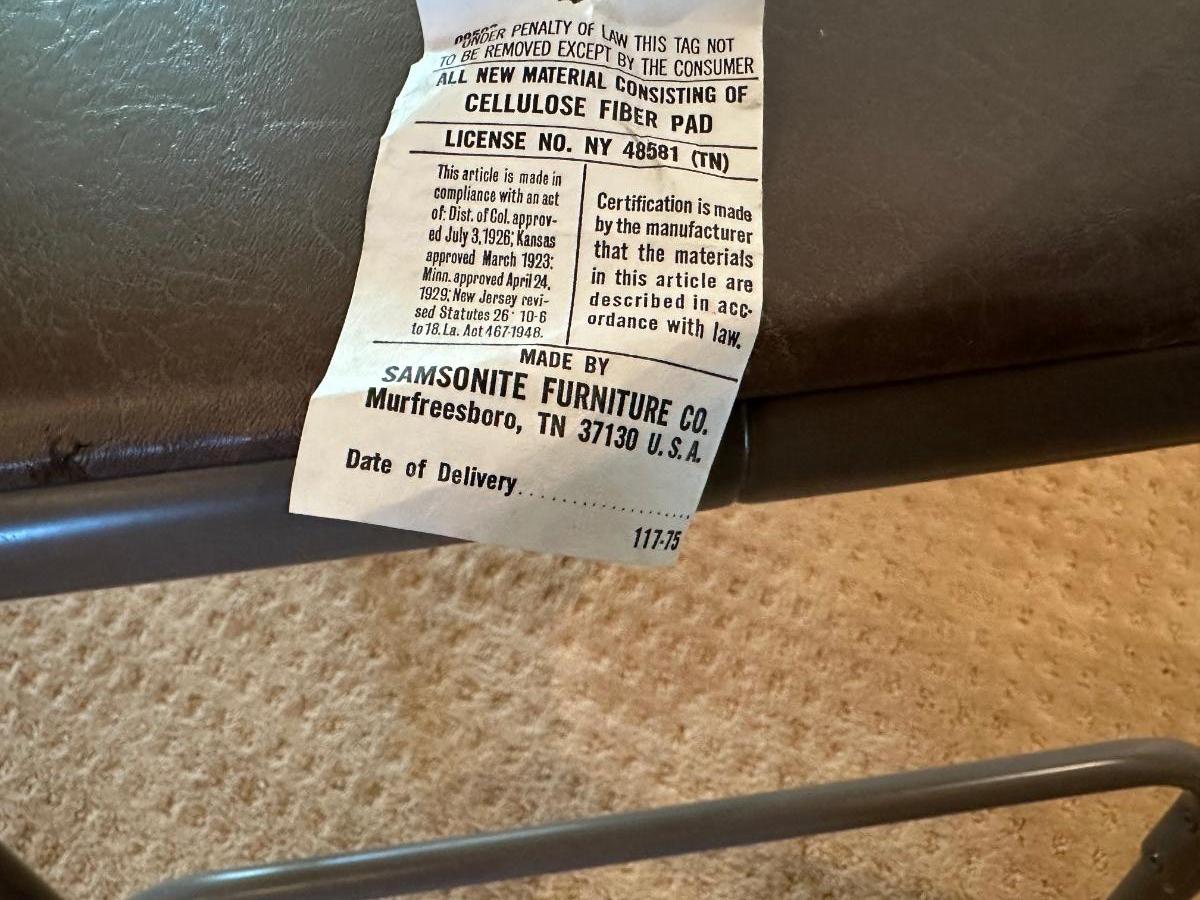 UNDER PENALTY OF LAW THIS TAG NOT
TO BE REMOVED EXCEPT BY THE CONSUMER
ALL NEW MATERIAL CONSISTING OF
CELLULOSE FIBER PAD
LICENSE NO. NY 48581 (TN)
This article is made in
compliance with an act
of: Dist. of Col. approv-
ed July 3, 1926; Kansas
approved March 1923;
Minn. approved April 24,
1929; New Jersey revi-
sed Statutes 26· 10-6
to 18. La. Act 467-1948.
Certification is made
by the manufacturer
that the materials
in this article are
described in acc-
ordance with law.
MADE BY
SAMSONITE FURNITURE CO.
Murfreesboro, TN 37130 U.S.A.
Date of Delivery....................
117-75